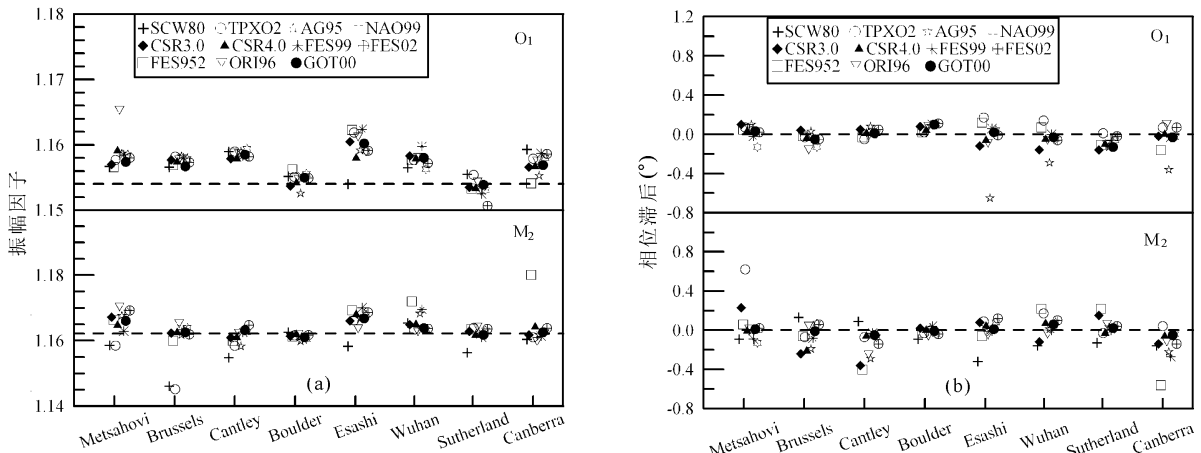 振幅因子
1.18
1.17
1.16
1.15
1.18
1.16
1.14
SCW80 TPXO2 AG95 NAO99
CSR3.0 CSR4.0 FES99 FES02
FES952 ORI96 GOT00
O1
M2
(a)
Metsahovi Brussels Cantley Boulder Esashi Wuhan Sutherland Canberra
相位滞后(°)
1.2
0.8
0.4
0.0
-0.4
-0.8
0.8
0.4
0.0
-0.4
-0.8
SCW80 TPXO2 AG95 NAO99
CSR3.0 CSR4.0 FES99 FES02
FES952 ORI96 GOT00
O1
M2
(b)
Metsahovi Brussels Cantley Boulder Esashi Wuhan Sutherland Canberra